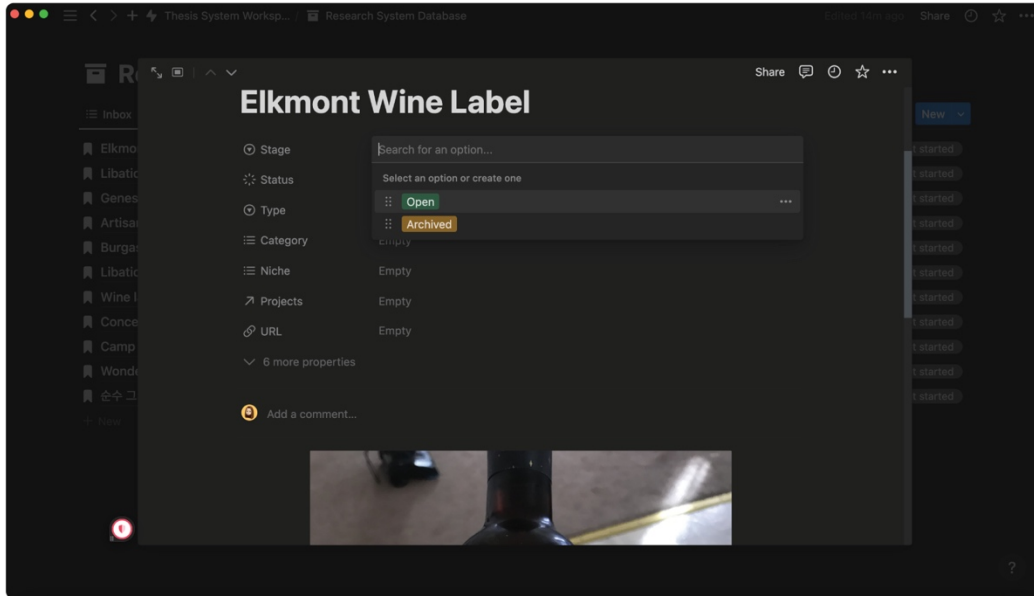 Thesis System Worksp... / Research System Database
Edited 14m ago Share
Share
Elkmont Wine Label
Inbox
New
Stage
Search for an option...
Select an option or create one
Status
Open
Type
Archived
Category Empty
Niche Empty
Projects Empty
URL Empty
6 more properties
Add a comment...
Elkmo
Libatio
Genes
Artisa
Burga
Libatio
Wine l
Conce
Camp
Wonde
순수 그
+ New
t started
t started
t started
t started
t started
t started
t started
t started
t started
t started
t started
?